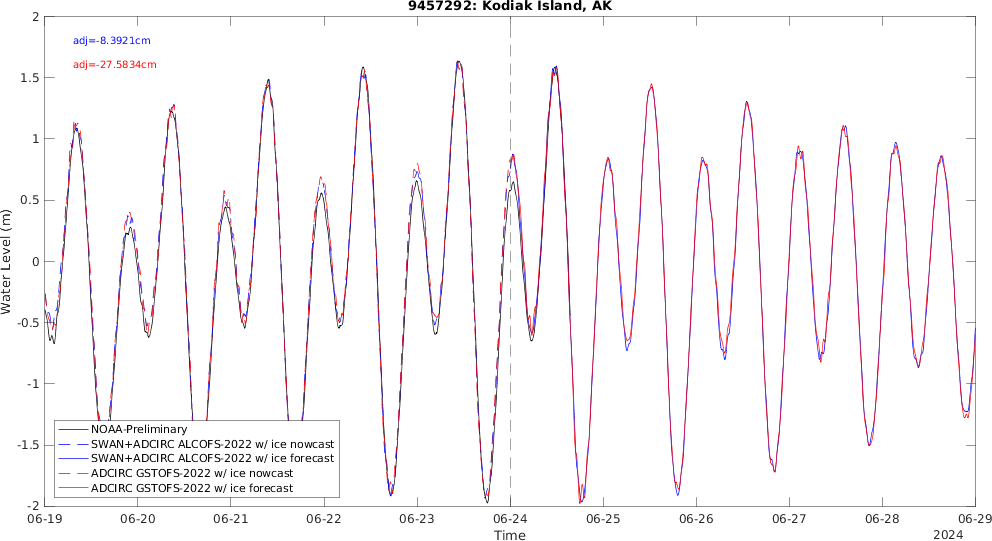 9457292: Kodiak Island, AK
adj=-8.3921cm
adj=-27.5834cm
Water Level (m)
2
1.5
1
0.5
0
-0.5
-1
-1.5
-2
NOAA-Preliminary
SWAN+ADCIRC ALCOFS-2022 w/ ice nowcast
SWAN+ADCIRC ALCOFS-2022 w/ ice forecast
ADCIRC GSTOFS-2022 w/ ice nowcast
ADCIRC GSTOFS-2022 w/ ice forecast
06-19 06-20 06-21 06-22 06-23 06-24 06-25 06-26 06-27 06-28 06-29
Time
2024